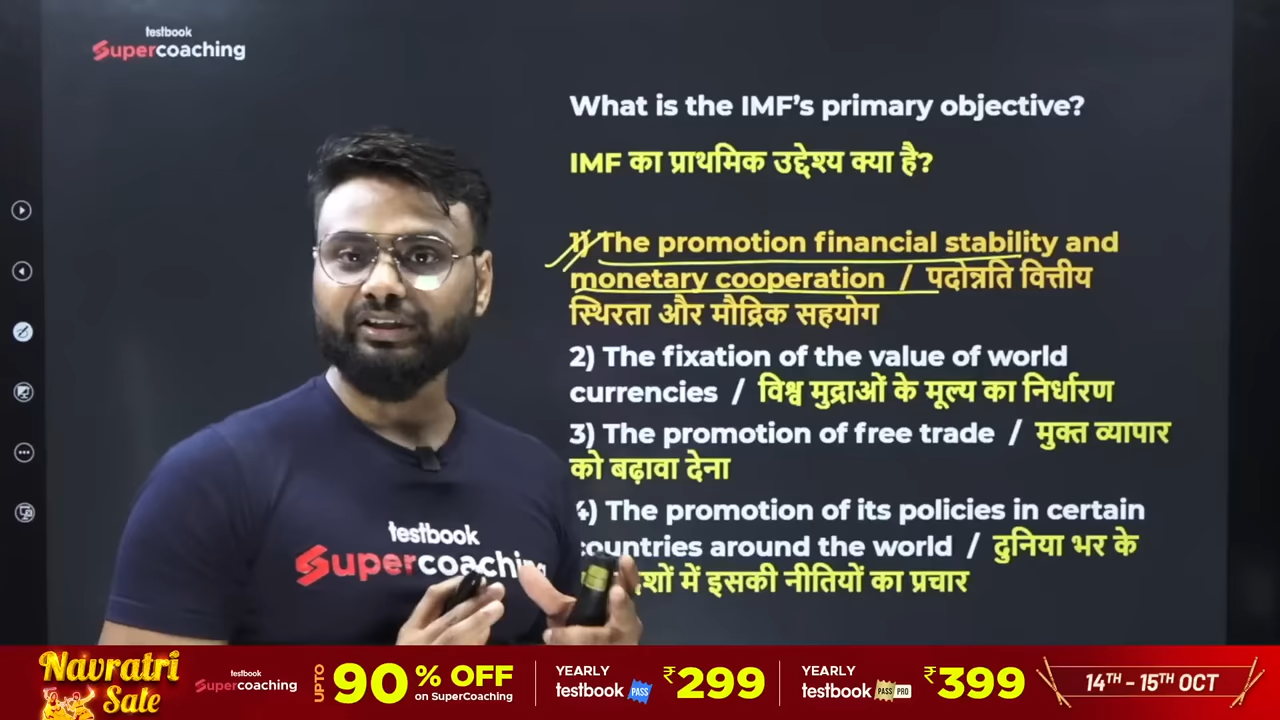 testbook
Supercoaching
What is the IMF’s primary objective?
IMF का प्राथमिक उद्देश्य क्या है?
1) The promotion financial stability and
monetary cooperation / पदोन्नति वित्तीय
स्थिरता और मौद्रिक सहयोग
2) The fixation of the value of world
currencies / विश्व मुद्राओं के मूल्य का निर्धारण
3) The promotion of free trade / मुक्त व्यापार
को बढ़ावा देना
4) The promotion of its policies in certain
countries around the world / दुनिया भर के
में इसकी नीतियों का प्रचार
testbook
Supercoaching
Navratri
Sale
testbook
Supercoaching
UPTO 90% OFF
on SuperCoaching
YEARLY
testbook PASS
₹299
YEARLY
testbook PASS PRO
₹399
14TH - 15TH OCT